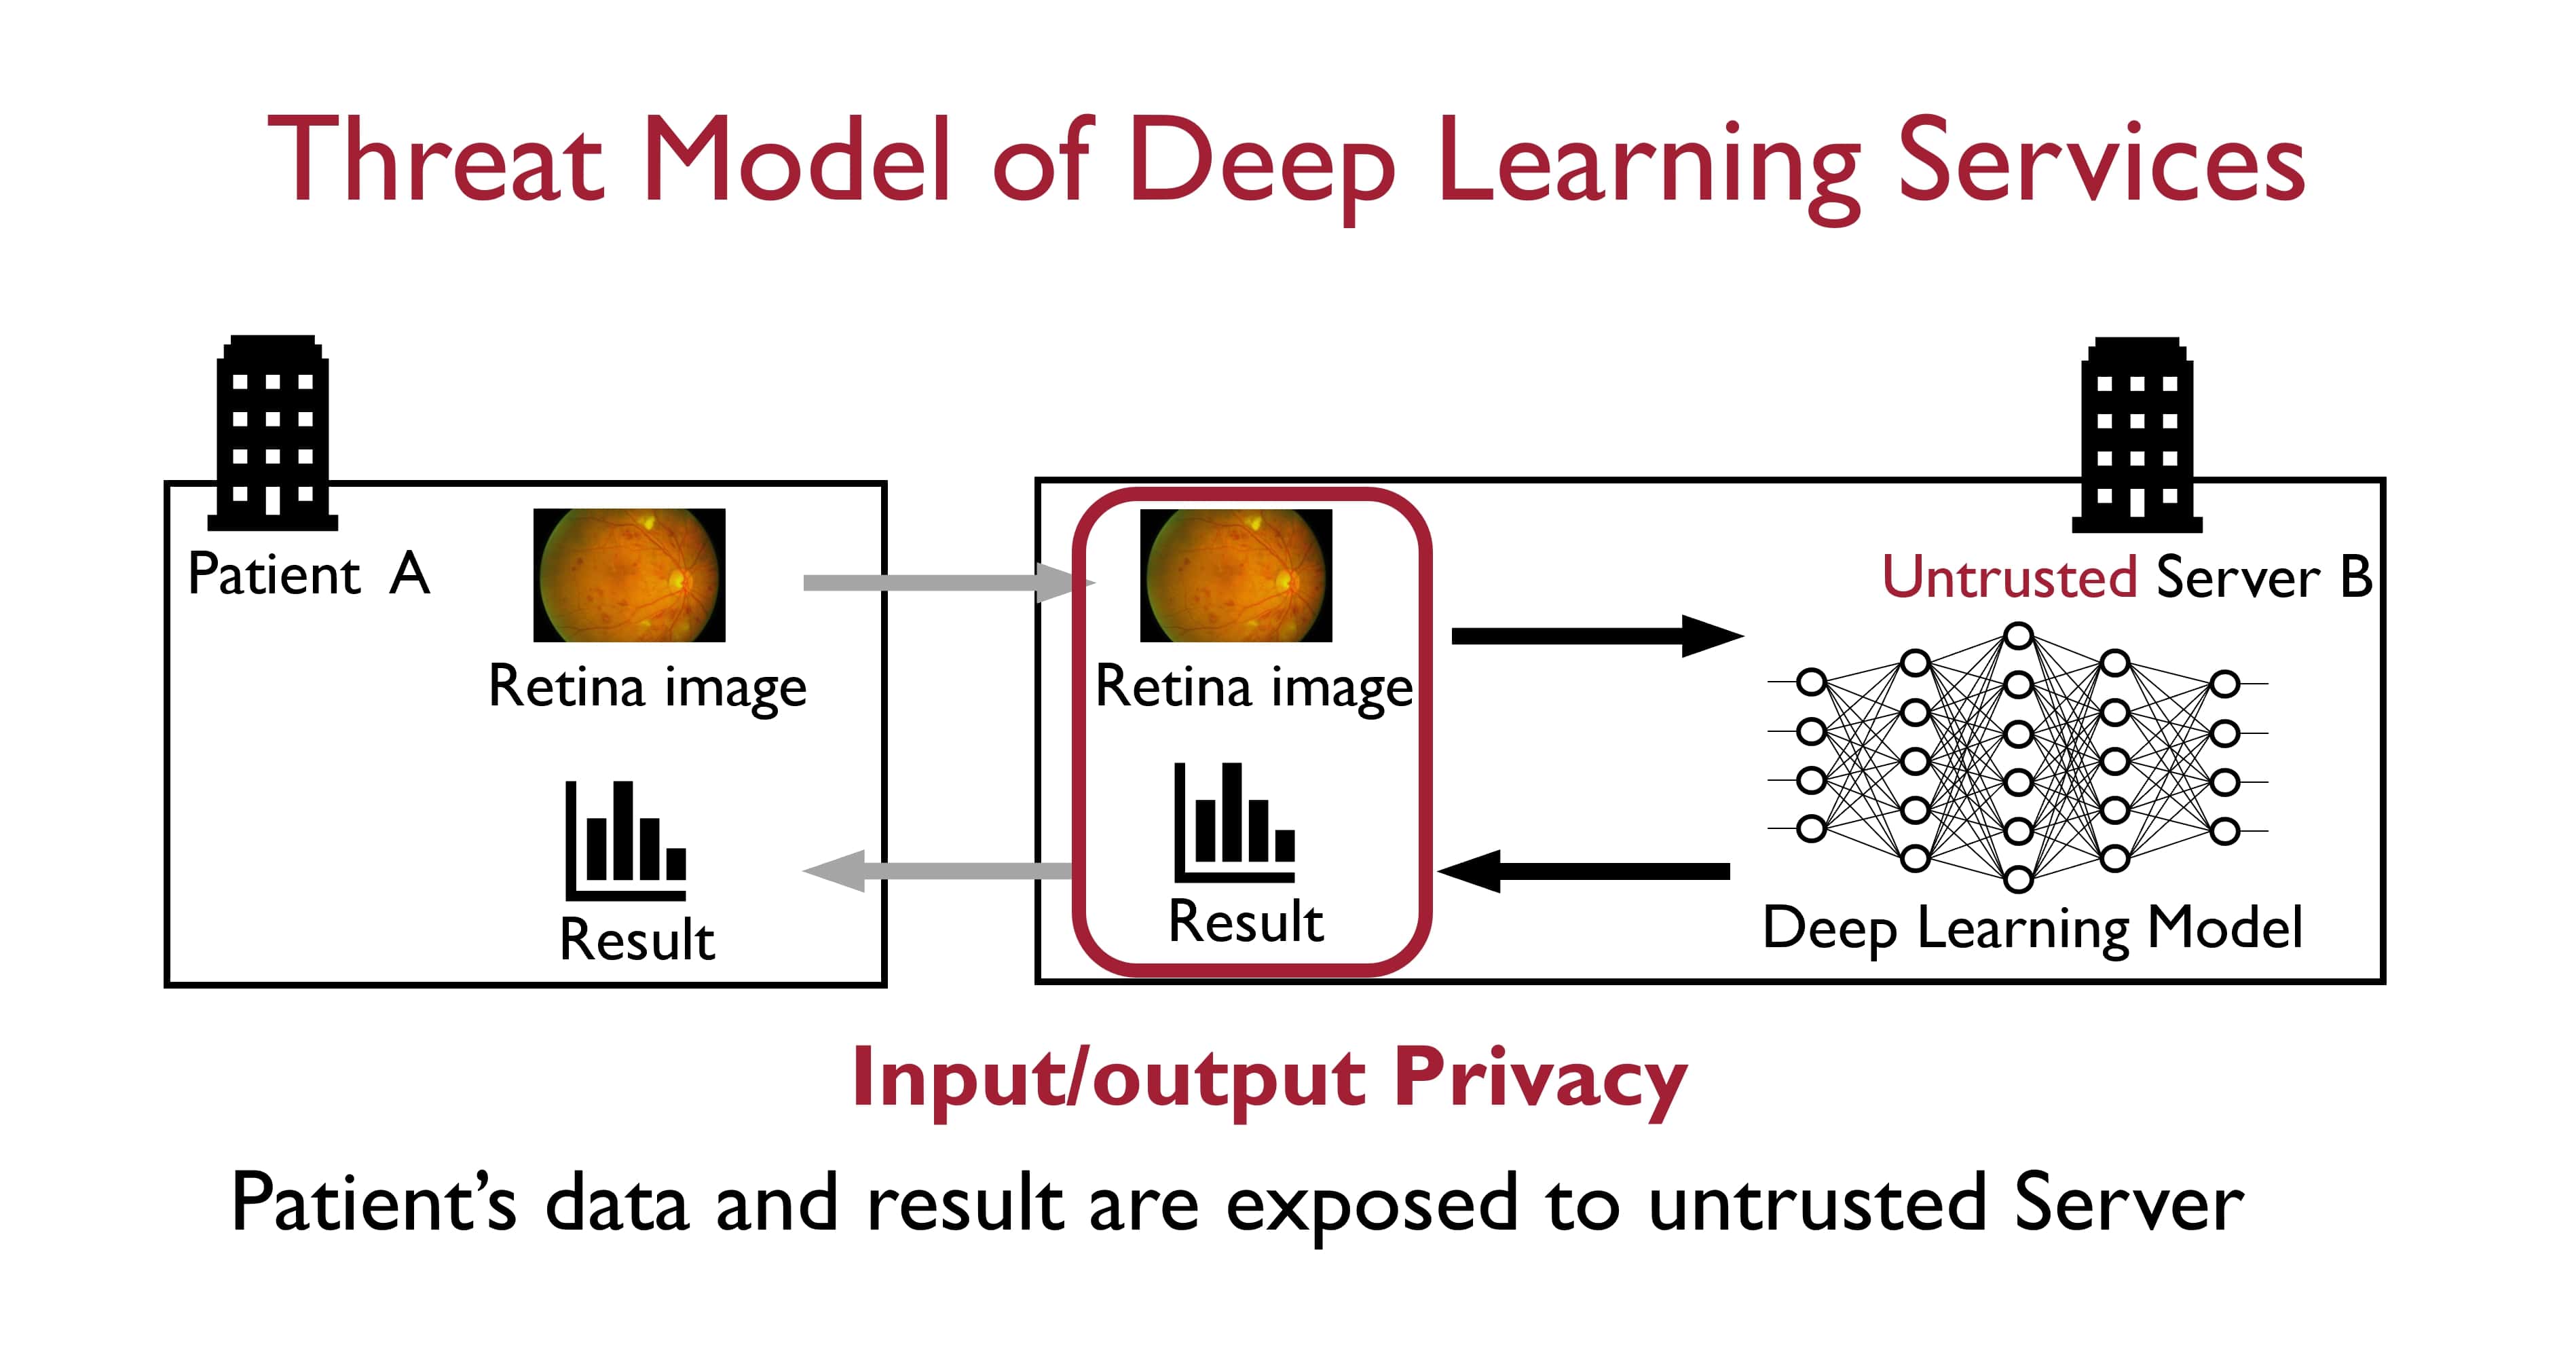 Threat Model of Deep Learning Services
Patient A
Retina image
Result
Retina image
Result
Untrusted Server B
Deep Learning Model
Input/output Privacy
Patient’s data and result are exposed to untrusted Server